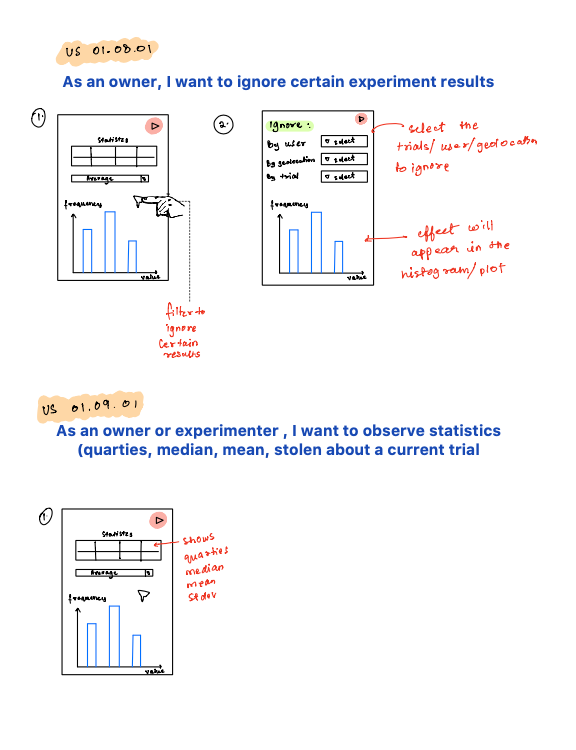 US 01.08.01
As an owner, I want to ignore certain experiment results
1.
Statistcs
Average
frequency
value
filter to
ignore
Certain
results
2.
Ignore:
By user
select
By geolocation
select
By trial
select
frequency
value
select the
trials/user/geolocation
to ignore
effect will
appear in the
histogram/plot
US 01.09.01
As an owner or experimenter , I want to observe statistics
(quarties, median, mean, stolen about a current trial
1.
Statistcs
Average
frequency
value
shows
quarties
median
mean
stdov